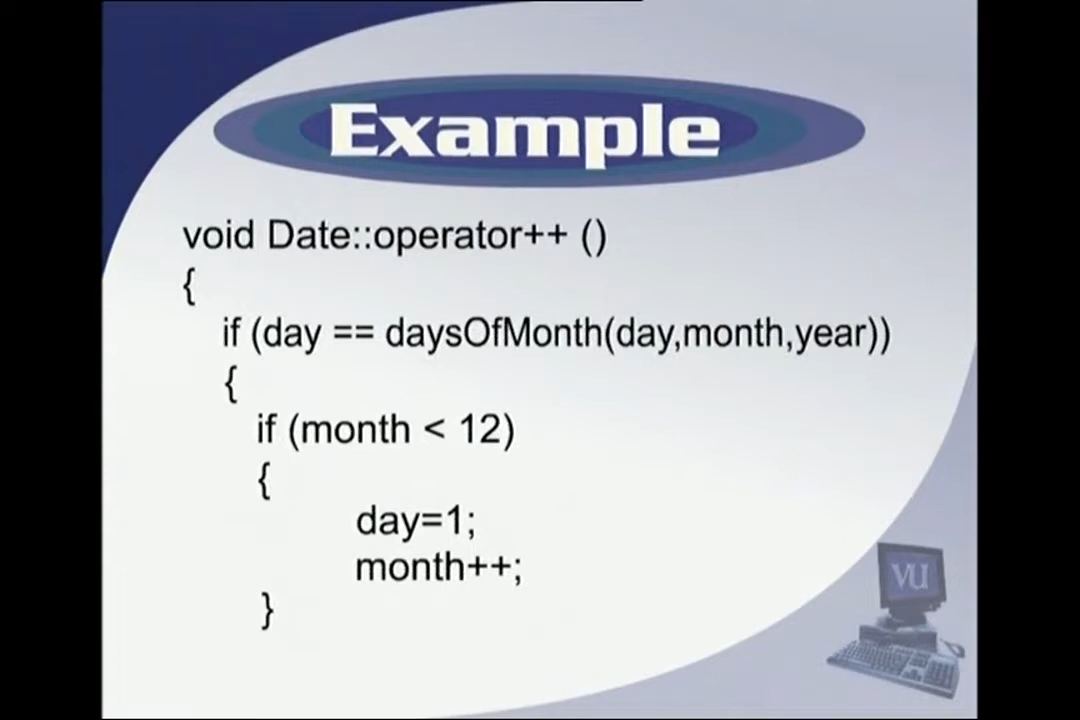 Example
void Date::operator++ ()
{
if (day == daysOfMonth(day,month,year))
{
if (month < 12)
{
day=1;
month++;
}
VU